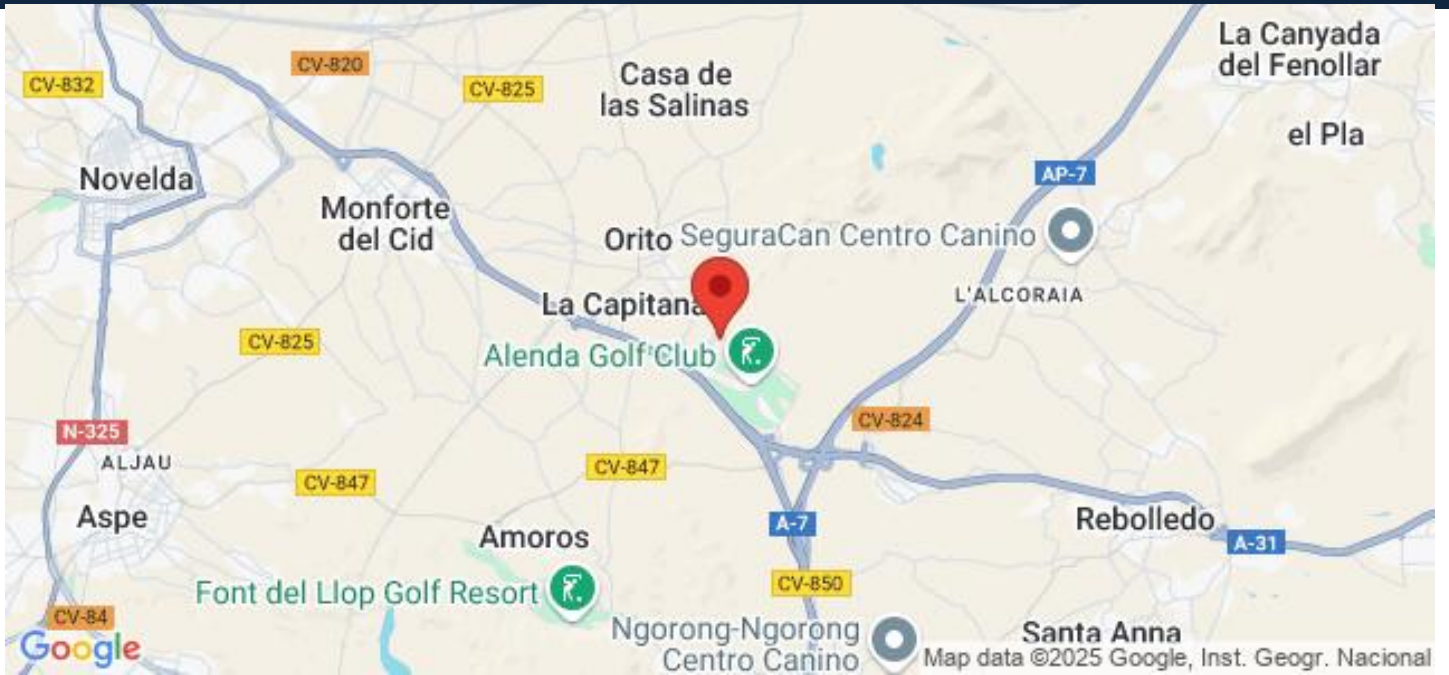 La Canyada
del Fenollar
CV-820
Casa de
las Salinas
CV-832
CV-825
el Pla
Novelda
AP-7
Monforte
del Cid
Orito
SeguraCan Centro Canino
La Capitana
L'ALCORAIA
CV-825
Alenda Golf Club
CV-824
N-325
ALJAU
CV-847
CV-847
Aspe
A-7
Rebolledo
Amoros
A-31
CV-850
Font del Llop Golf Resort
CV-84
Ngorong-Ngorong
Centro Canino
Santa Anna
Google
Map data ©2025 Google, Inst. Geogr. Nacional